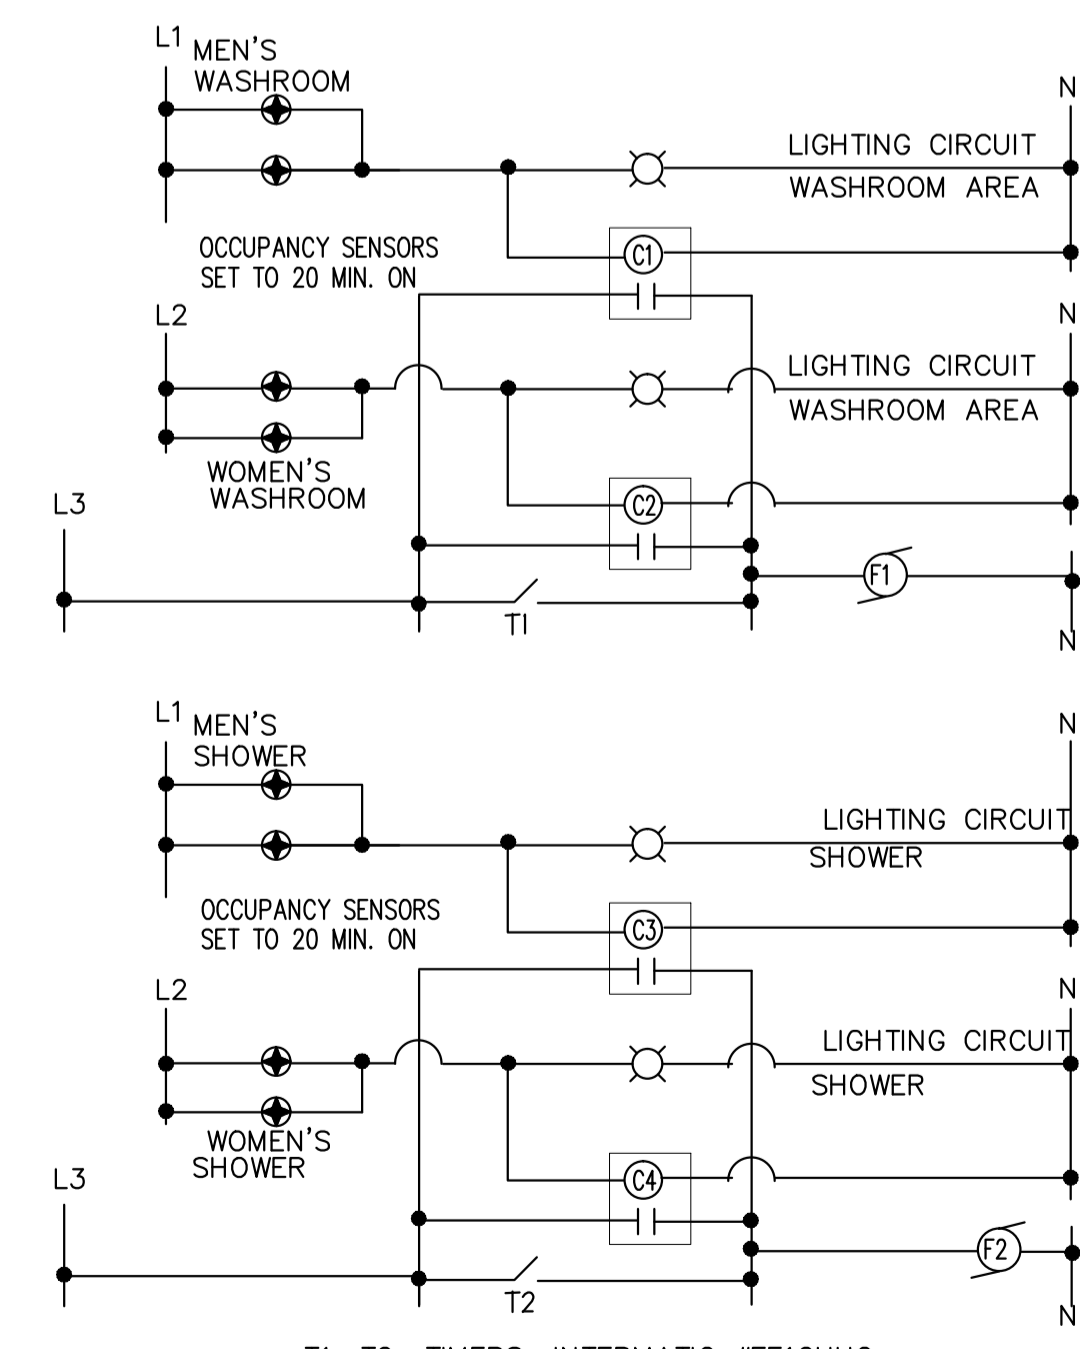 L1
MEN'S
WASHROOM
N
LIGHTING CIRCUIT
WASHROOM AREA
OCCUPANCY SENSORS
SET TO 20 MIN. ON
C1
L2
N
LIGHTING CIRCUIT
WASHROOM AREA
WOMEN'S
WASHROOM
L3
C2
F1
T1
N
L1
MEN'S
SHOWER
N
LIGHTING CIRCUIT
SHOWER
OCCUPANCY SENSORS
SET TO 20 MIN. ON
C3
L2
N
LIGHTING CIRCUIT
SHOWER
WOMEN'S
SHOWER
L3
C4
F2
T2
N